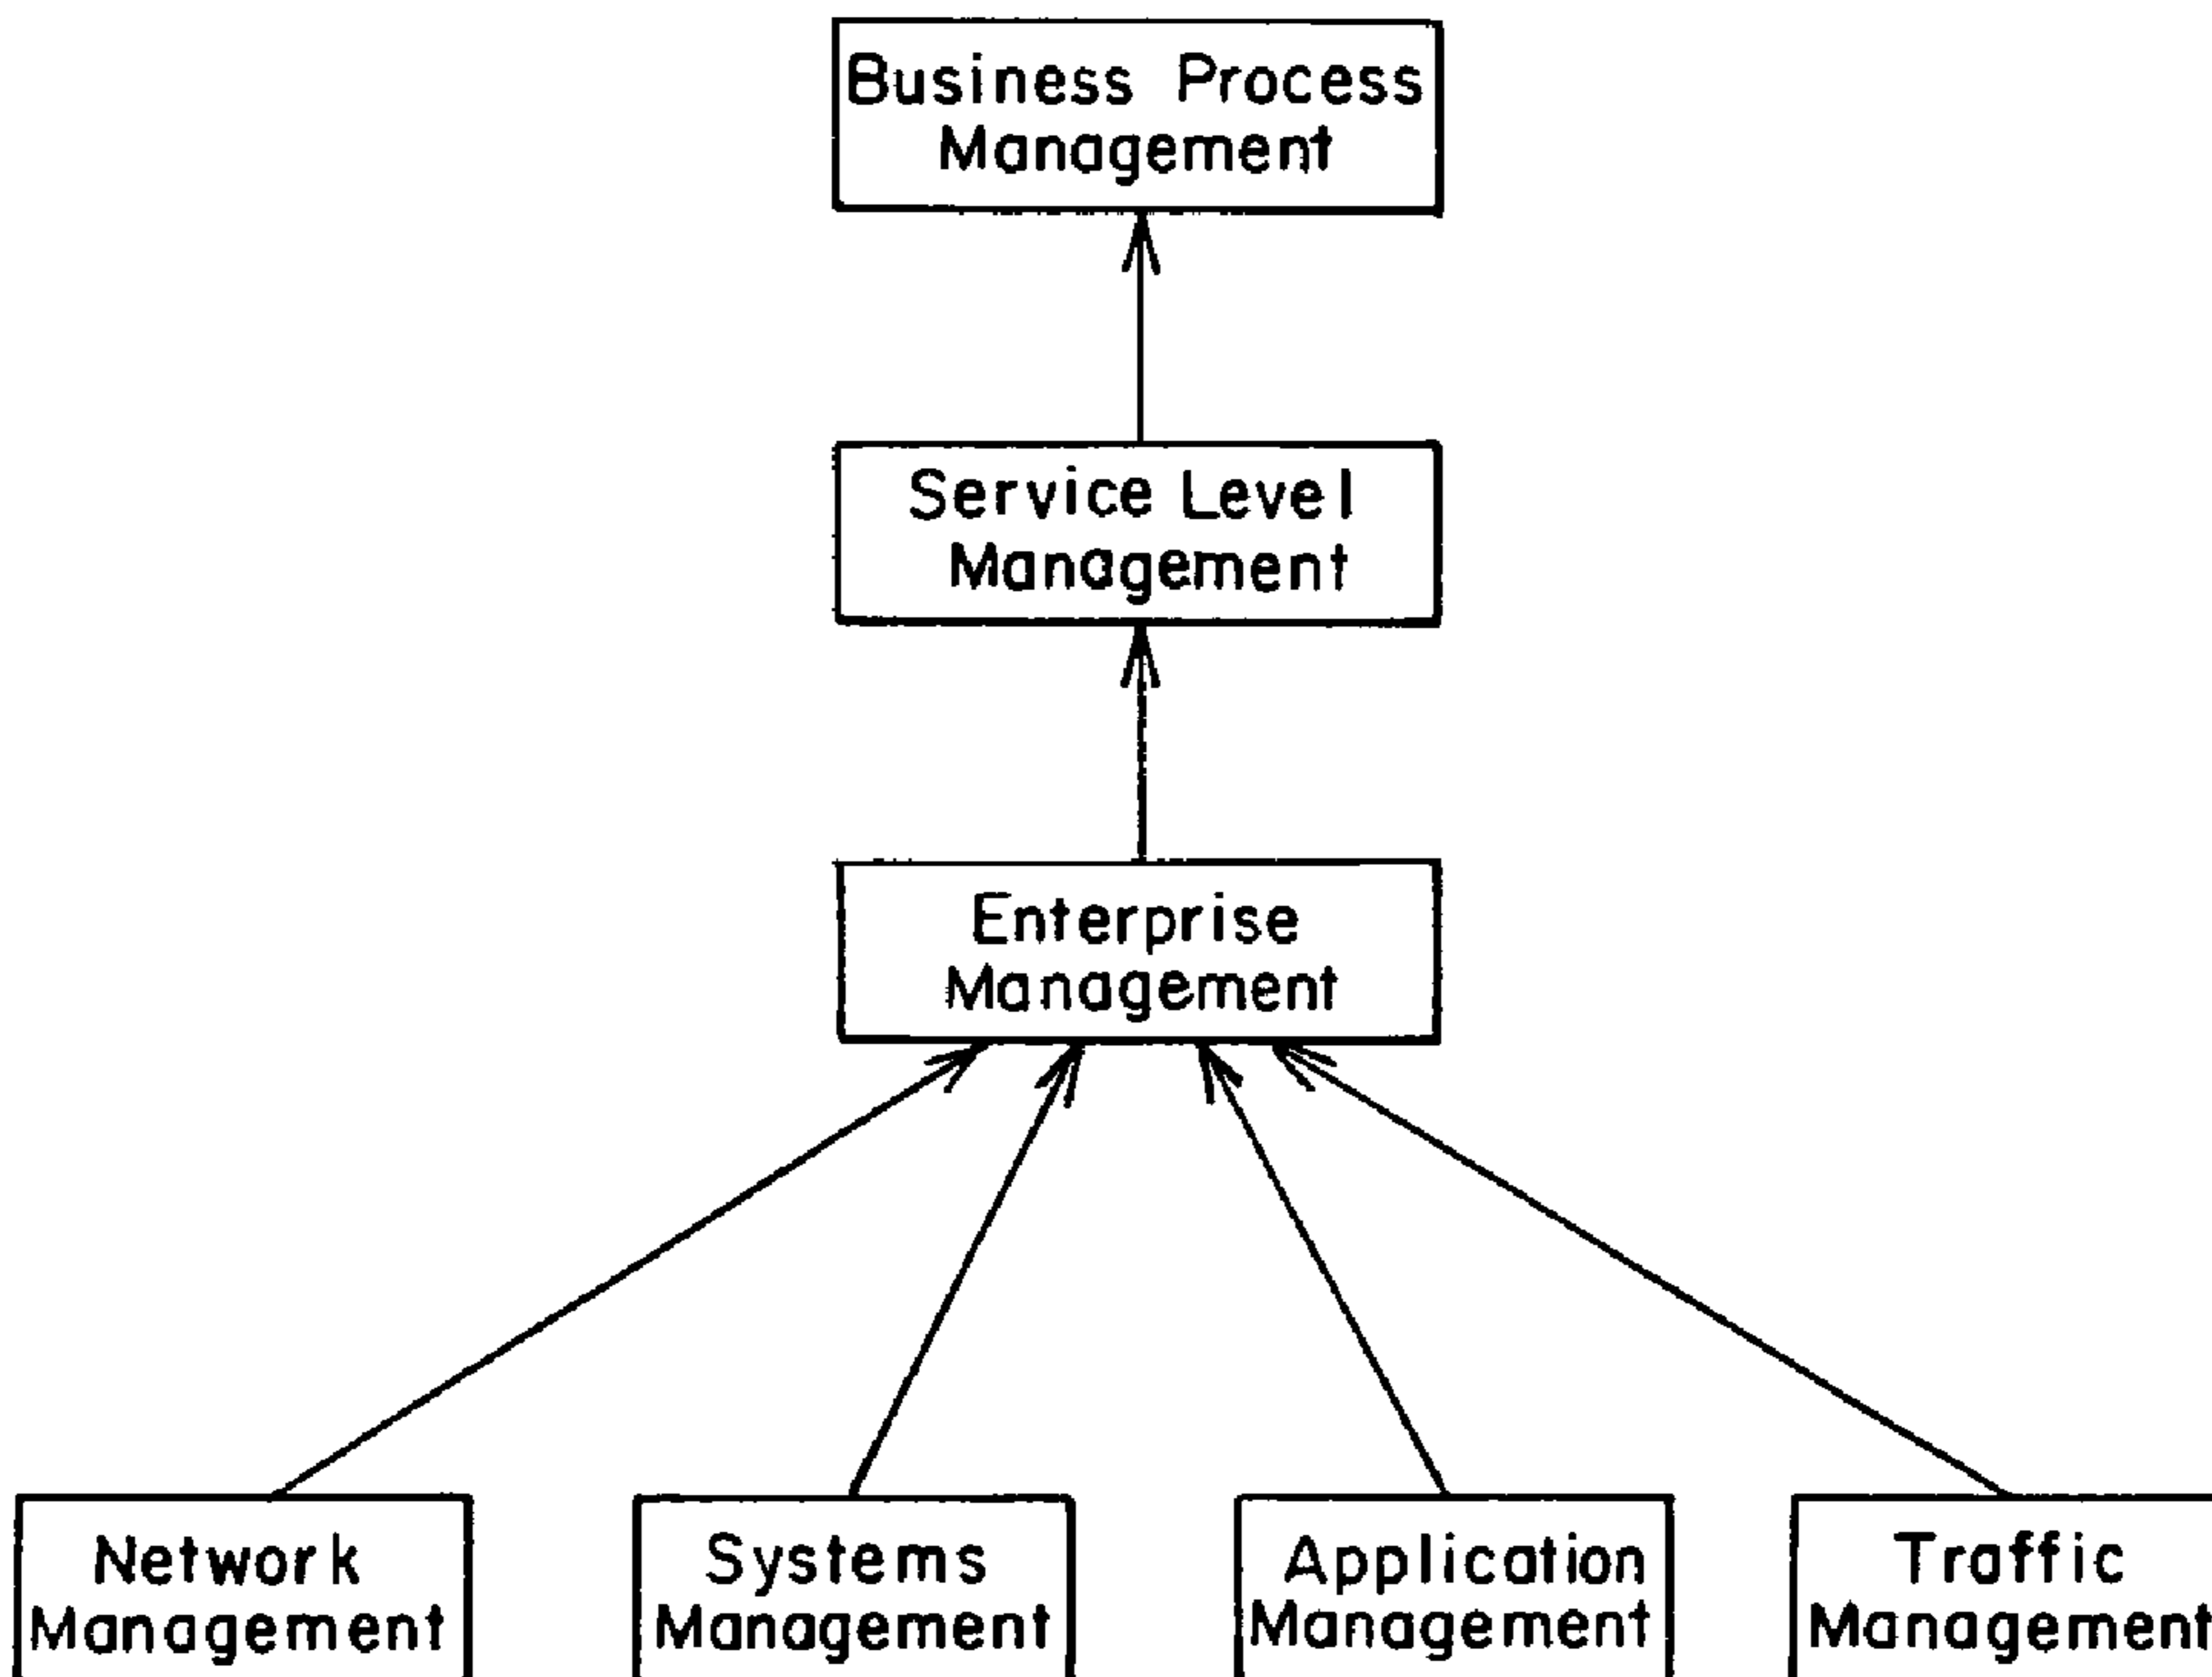 Business Process
Management
Service Level
Management
Enterprise
Management
Network
Management
Systems
Management
Application
Management
Traffic
Management